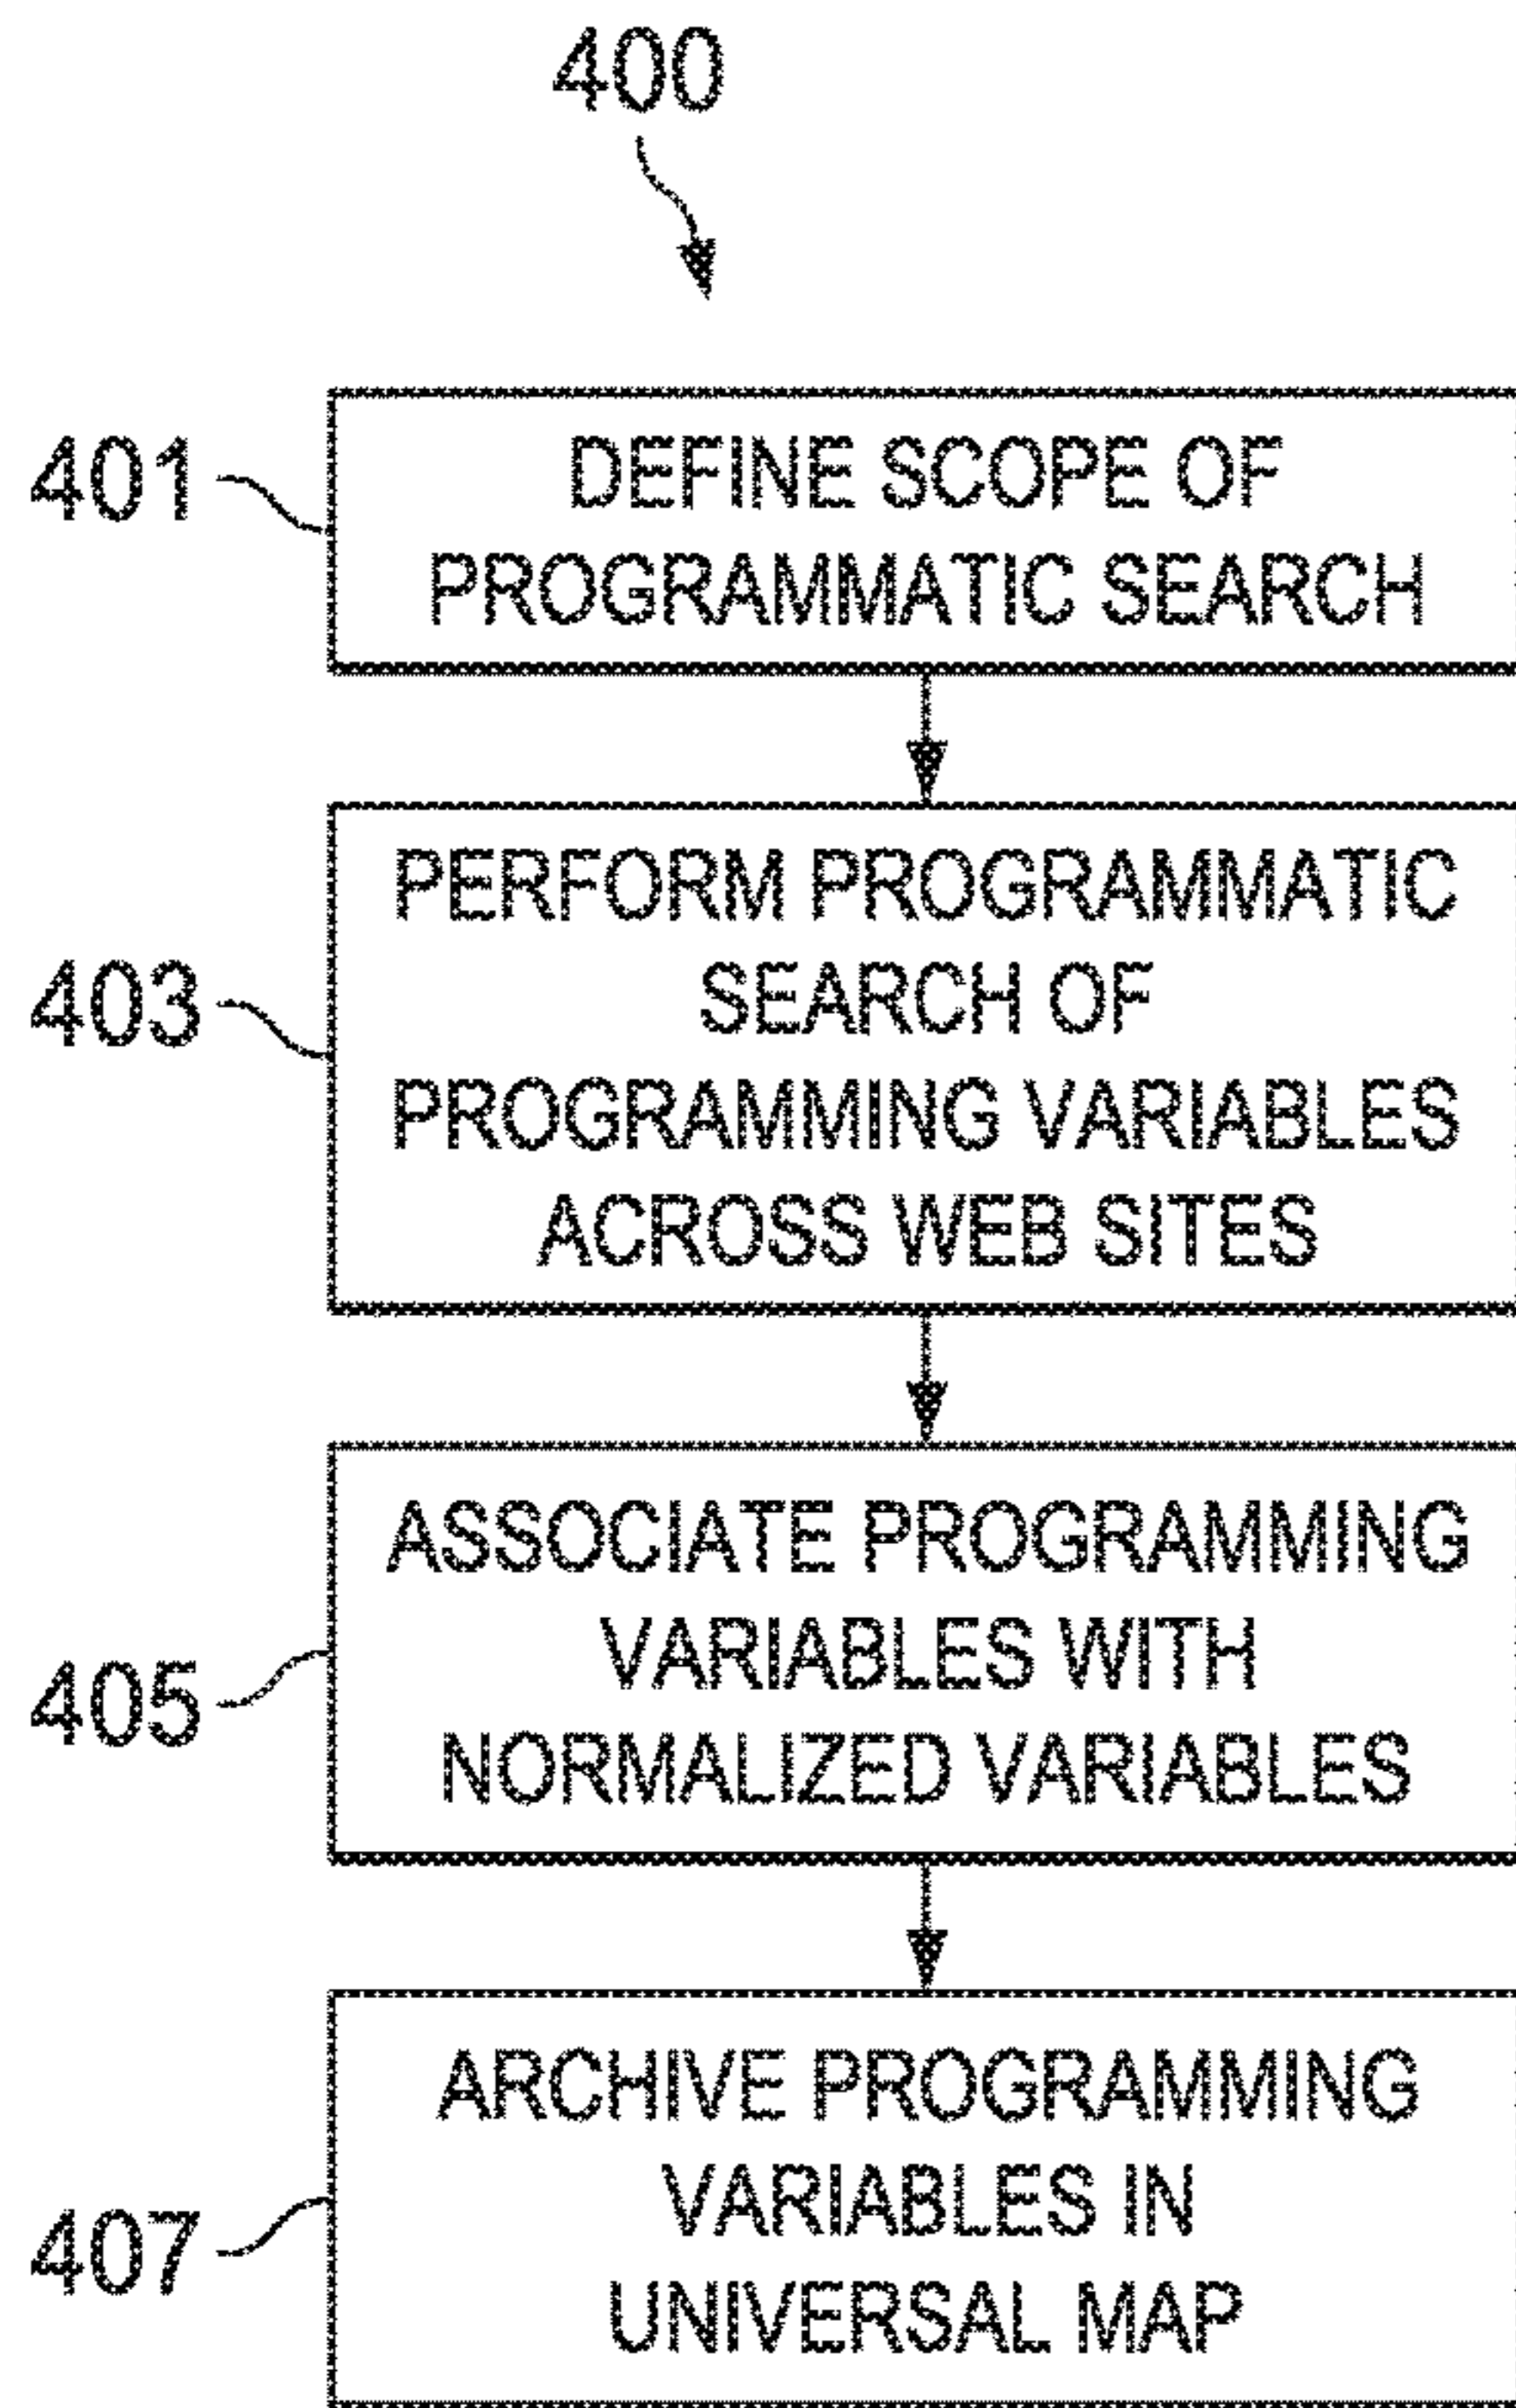 400
401
DEFINE SCOPE OF
PROGRAMMATIC SEARCH
403
PERFORM PROGRAMMATIC
SEARCH OF
PROGRAMMING VARIABLES
ACROSS WEB SITES
405
ASSOCIATE PROGRAMMING
VARIABLES WITH
NORMALIZED VARIABLES
407
ARCHIVE PROGRAMMING
VARIABLES IN
UNIVERSAL MAP